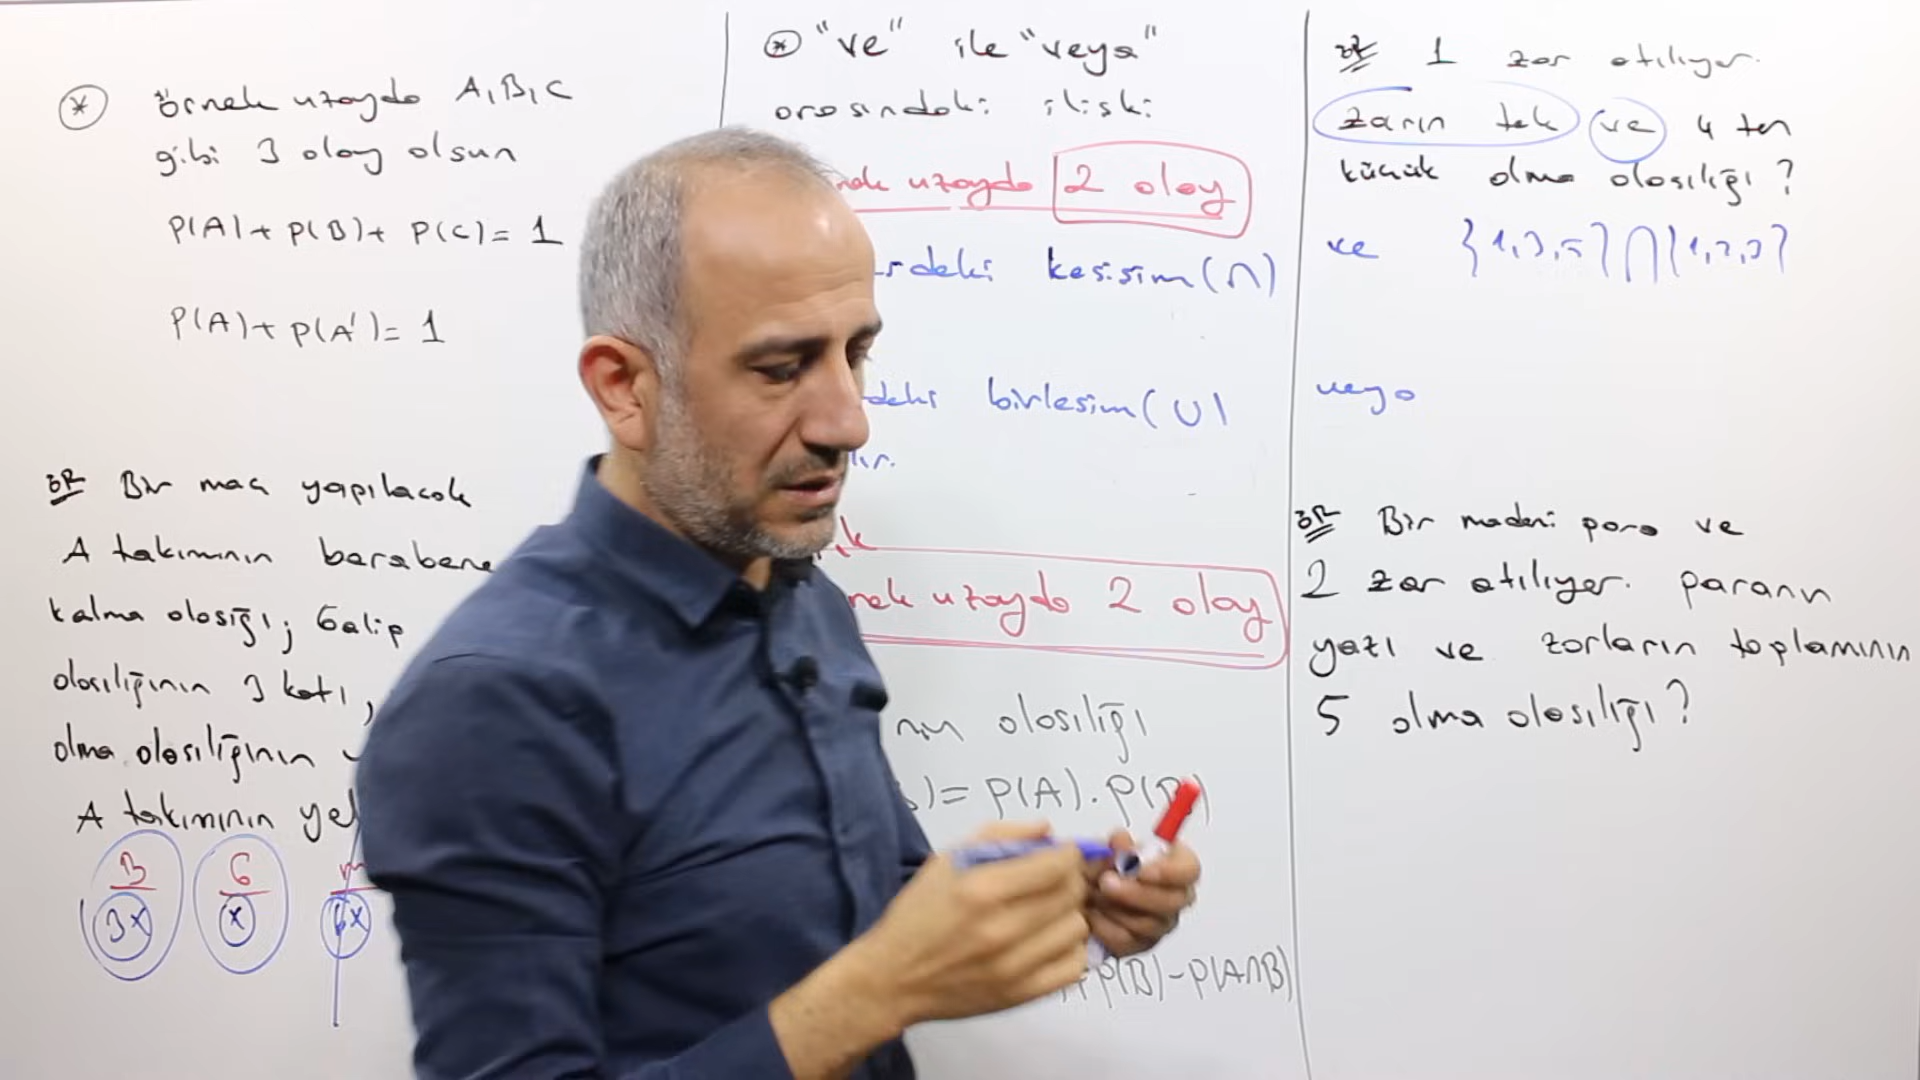 * örnek uzayda A, B, C
gibi 3 olay olsun
P(A) + P(B) + P(C) = 1
P(A) + P(A') = 1
ÖR Bir maç yapılacak
A takımının berabere
kalma olasığı; Galip
olasılığının 3 katı,
olma olasılığının
A takımının
B G
3x x 6x
* "ve" ile "veya"
arasındaki ilişki
uzayda 2 olay
kesişim (∩)
birleşim (∪)
uzayda 2 olay
olasılığı
) = P(A) . P(
P(B) - P(A∩B)
ÖR 1 zar atılıyor.
zarın tek ve 4 ten
küçük olma olasılığı?
ve {1,3,5} ∩ {1,2,3}
veya
ÖR Bir madeni para ve
2 zar atılıyor. paranın
yazı ve zarların toplamının
5 olma olasılığı?